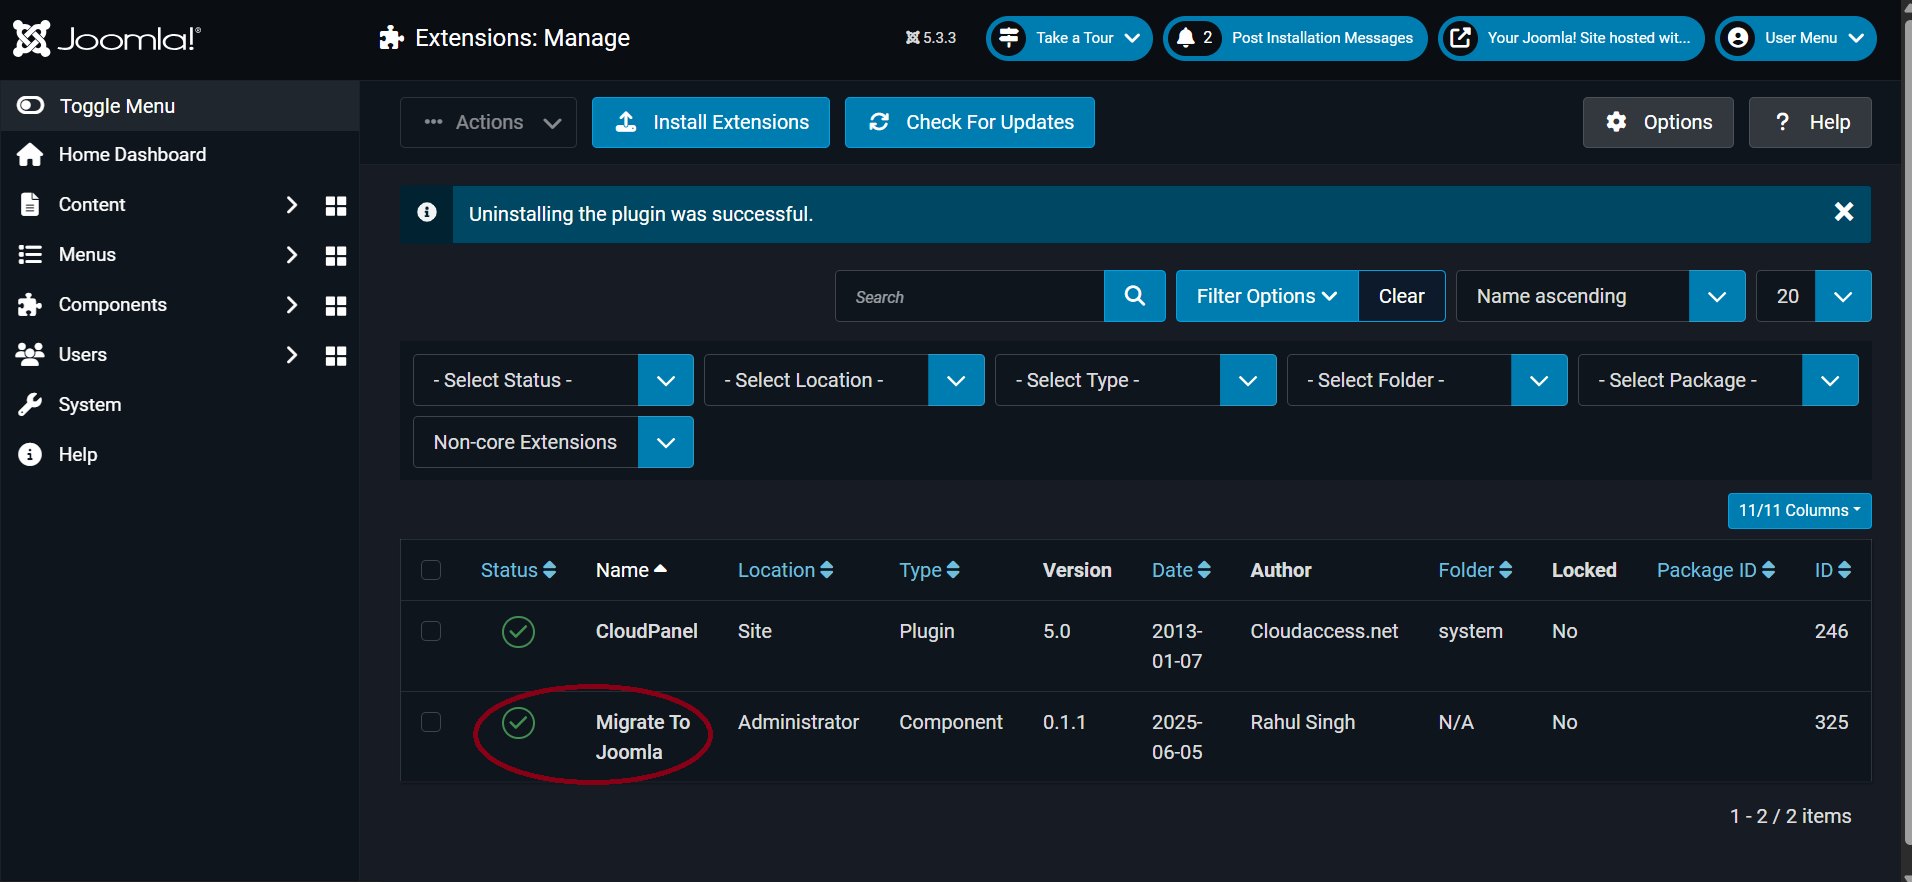 Joomla!®
Extensions: Manage
5.3.3
Take a Tour
2 Post Installation Messages
Your Joomla! Site hosted wit...
User Menu
Toggle Menu
Home Dashboard
Content
Menus
Components
Users
System
Help
··· Actions
Install Extensions
Check For Updates
Options
? Help
Uninstalling the plugin was successful.
Search
Filter Options
Clear
Name ascending
20
- Select Status -
- Select Location -
- Select Type -
- Select Folder -
- Select Package -
Non-core Extensions
11/11 Columns
Status Name Location Type Version Date Author Folder Locked Package ID ID
CloudPanel Site Plugin 5.0 2013- Cloudaccess.net system No 246
01-07
Migrate To Administrator Component 0.1.1 2025- Rahul Singh N/A No 325
Joomla 06-05
1 - 2 / 2 items